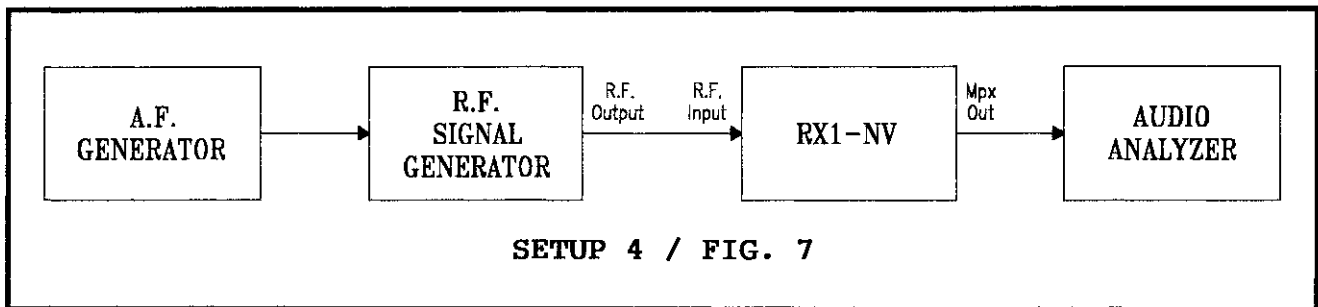 A.F.
GENERATOR
R.F.
SIGNAL
GENERATOR
R.F.
Output
R.F.
Input
RX1-NV
Mpx
Out
AUDIO
ANALYZER
SETUP 4 / FIG. 7